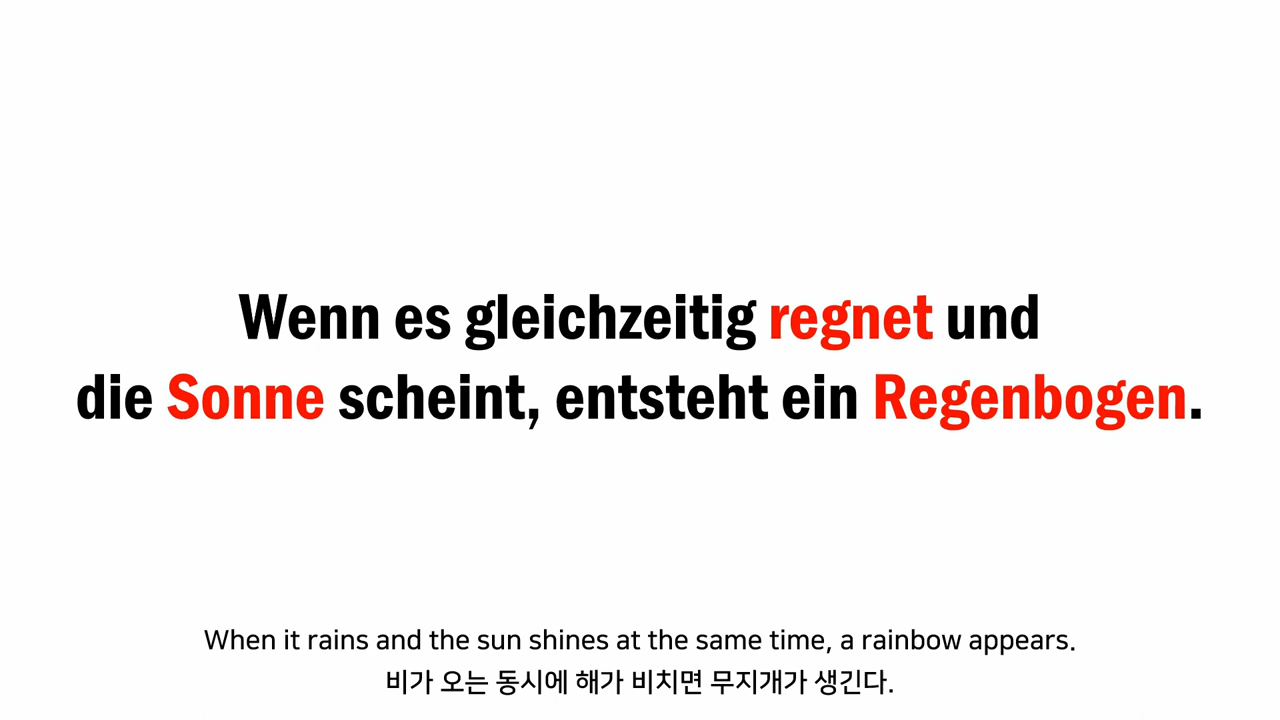 Wenn es gleichzeitig regnet und
die Sonne scheint, entsteht ein Regenbogen.
When it rains and the sun shines at the same time, a rainbow appears.
비가 오는 동시에 해가 비치면 무지개가 생긴다.